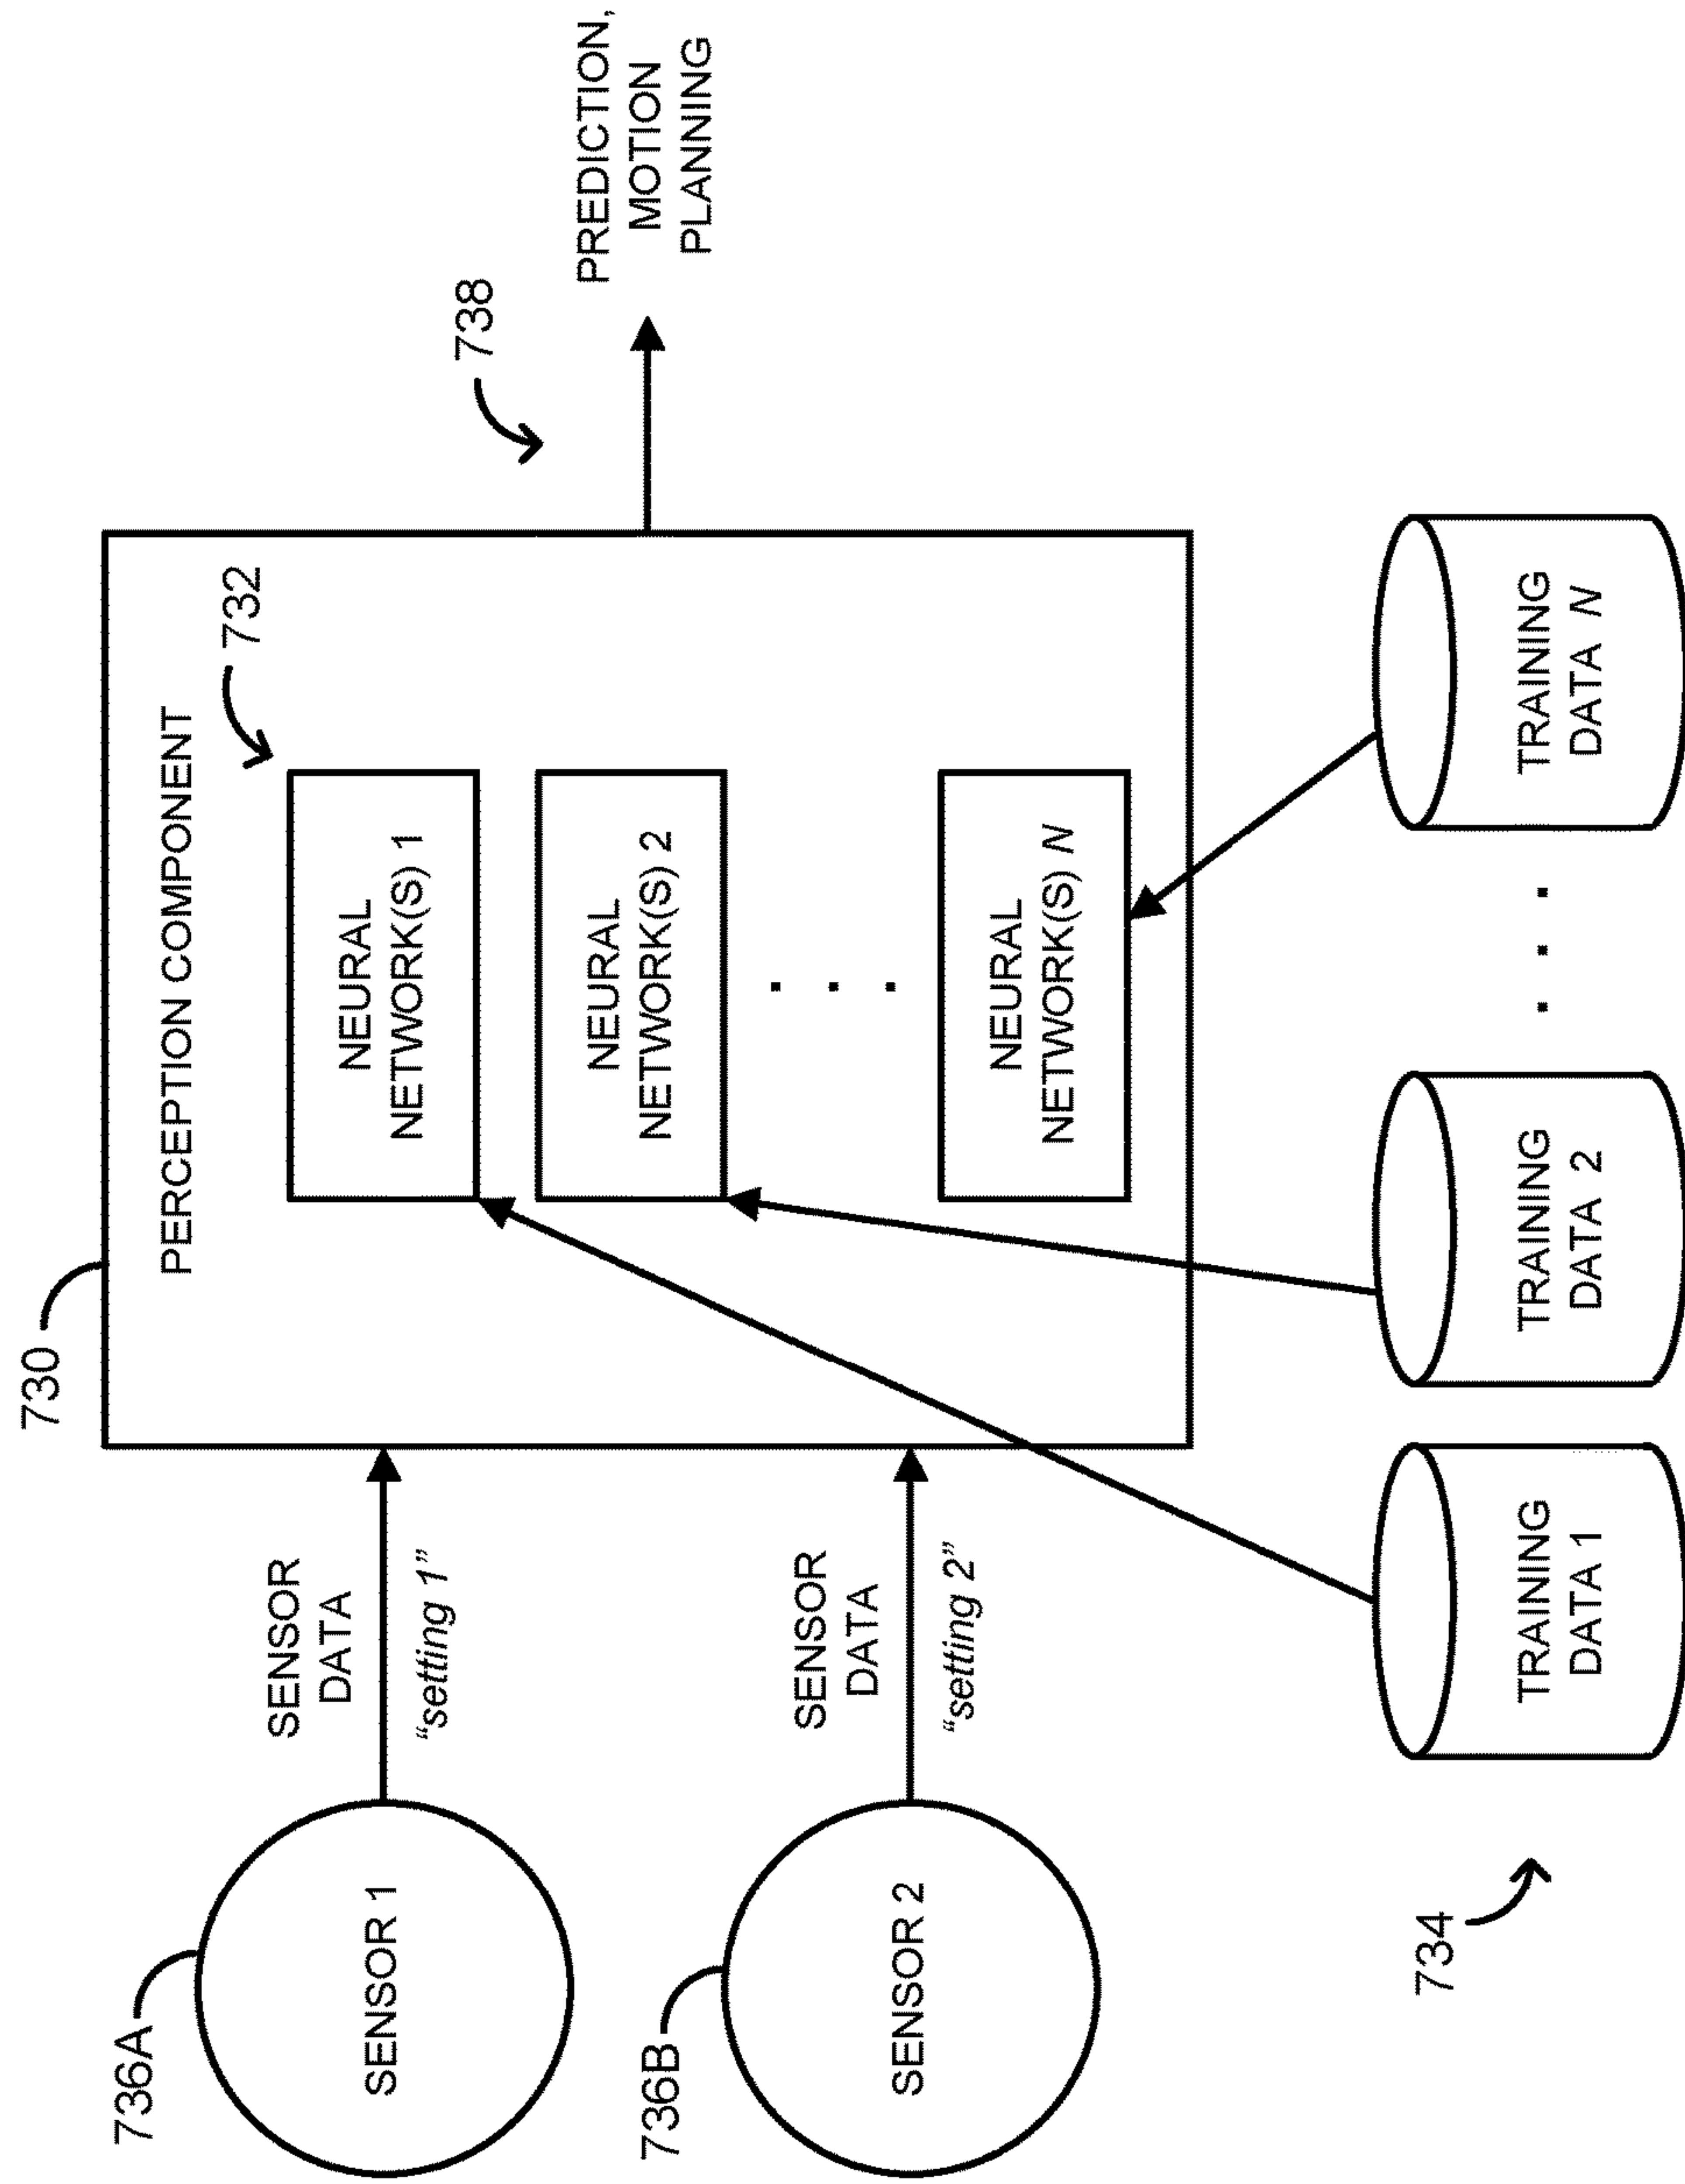 730
PERCEPTION COMPONENT
732
738
736A
SENSOR 1
SENSOR
DATA
“setting 1”
NEURAL
NETWORK(S) 1
NEURAL
NETWORK(S) 2
. . .
NEURAL
NETWORK(S) N
PREDICTION,
MOTION
PLANNING
736B
SENSOR 2
SENSOR
DATA
“setting 2”
734
TRAINING
DATA 1
TRAINING
DATA 2
. . .
TRAINING
DATA N